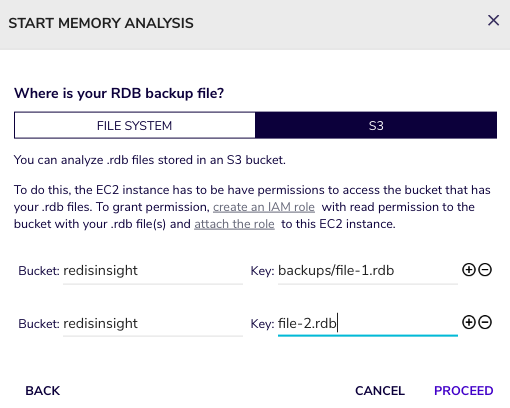 START MEMORY ANALYSIS
Where is your RDB backup file?
FILE SYSTEM S3
You can analyze .rdb files stored in an S3 bucket.
To do this, the EC2 instance has to be have permissions to access the bucket that has
your .rdb files. To grant permission, create an IAM role with read permission to the
bucket with your .rdb file(s) and attach the role to this EC2 instance.
Bucket: redisinsight Key: backups/file-1.rdb
Bucket: redisinsight Key: file-2.rdb
BACK CANCEL PROCEED